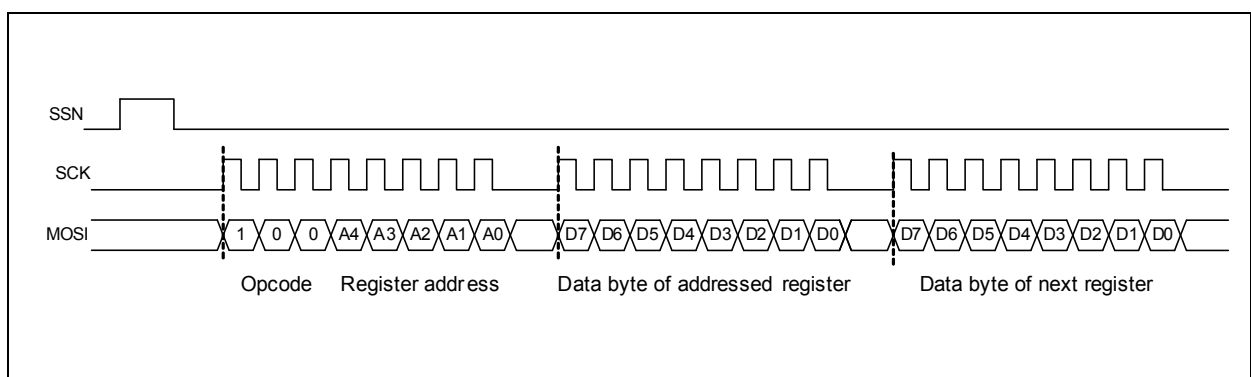 SSN
SCK
MOSI 1 0 0 A4 A3 A2 A1 A0 D7 D6 D5 D4 D3 D2 D1 D0 D7 D6 D5 D4 D3 D2 D1 D0
Opcode Register address Data byte of addressed register Data byte of next register